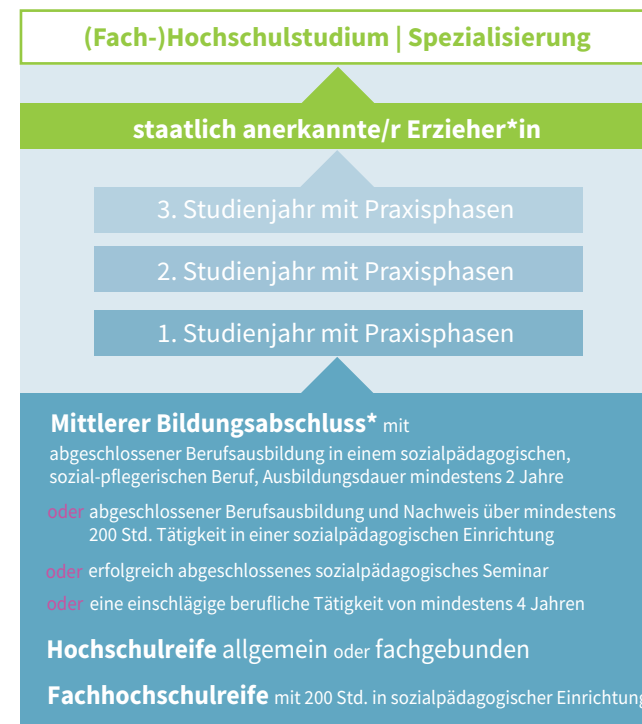 (Fach-)Hochschulstudium | Spezialisierung
staatlich anerkannte/r Erzieher*in
3. Studienjahr mit Praxisphasen
2. Studienjahr mit Praxisphasen
1. Studienjahr mit Praxisphasen
Mittlerer Bildungsabschluss* mit
abgeschlossener Berufsausbildung in einem sozialpädagogischen,
sozial-pflegerischen Beruf, Ausbildungsdauer mindestens 2 Jahre
oder abgeschlossener Berufsausbildung und Nachweis über mindestens
200 Std. Tätigkeit in einer sozialpädagogischen Einrichtung
oder erfolgreich abgeschlossenes sozialpädagogisches Seminar
oder eine einschlägige berufliche Tätigkeit von mindestens 4 Jahren
Hochschulreife allgemein oder fachgebunden
Fachhochschulreife mit 200 Std. in sozialpädagogischer Einrichtung